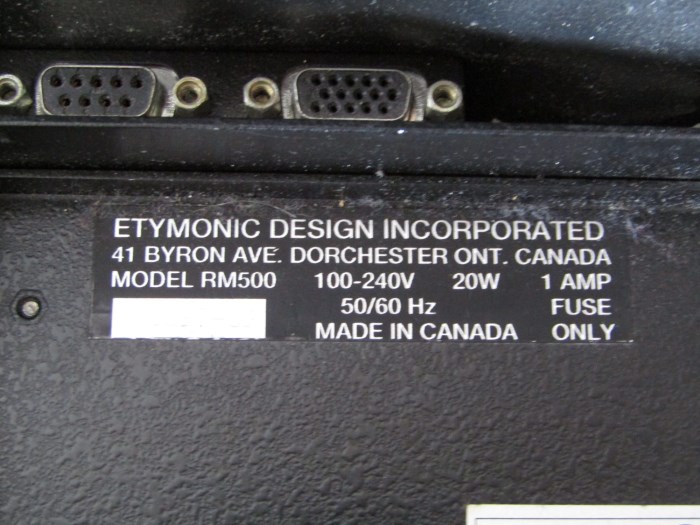 ETYMONIC DESIGN INCORPORATED
41 BYRON AVE. DORCHESTER ONT. CANADA
MODEL RM500 100-240V 20W 1 AMP
50/60 Hz FUSE
MADE IN CANADA ONLY